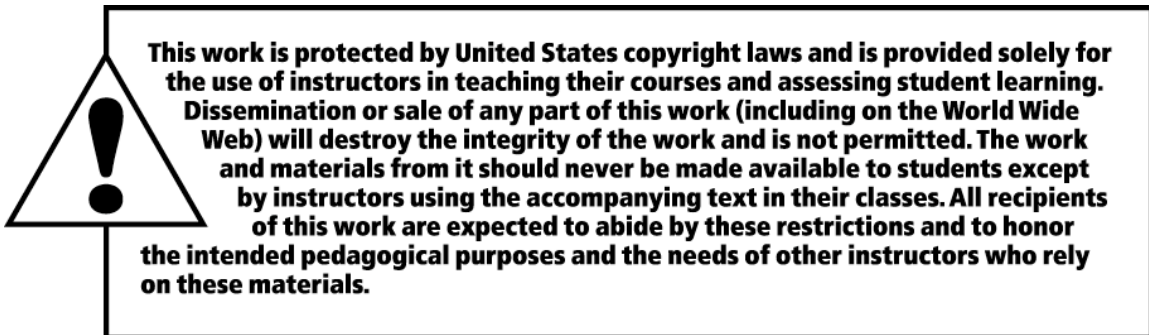 This work is protected by United States copyright laws and is provided solely for
the use of instructors in teaching their courses and assessing student learning.
Dissemination or sale of any part of this work (including on the World Wide
Web) will destroy the integrity of the work and is not permitted. The work
and materials from it should never be made available to students except
by instructors using the accompanying text in their classes. All recipients
of this work are expected to abide by these restrictions and to honor
the intended pedagogical purposes and the needs of other instructors who rely
on these materials.